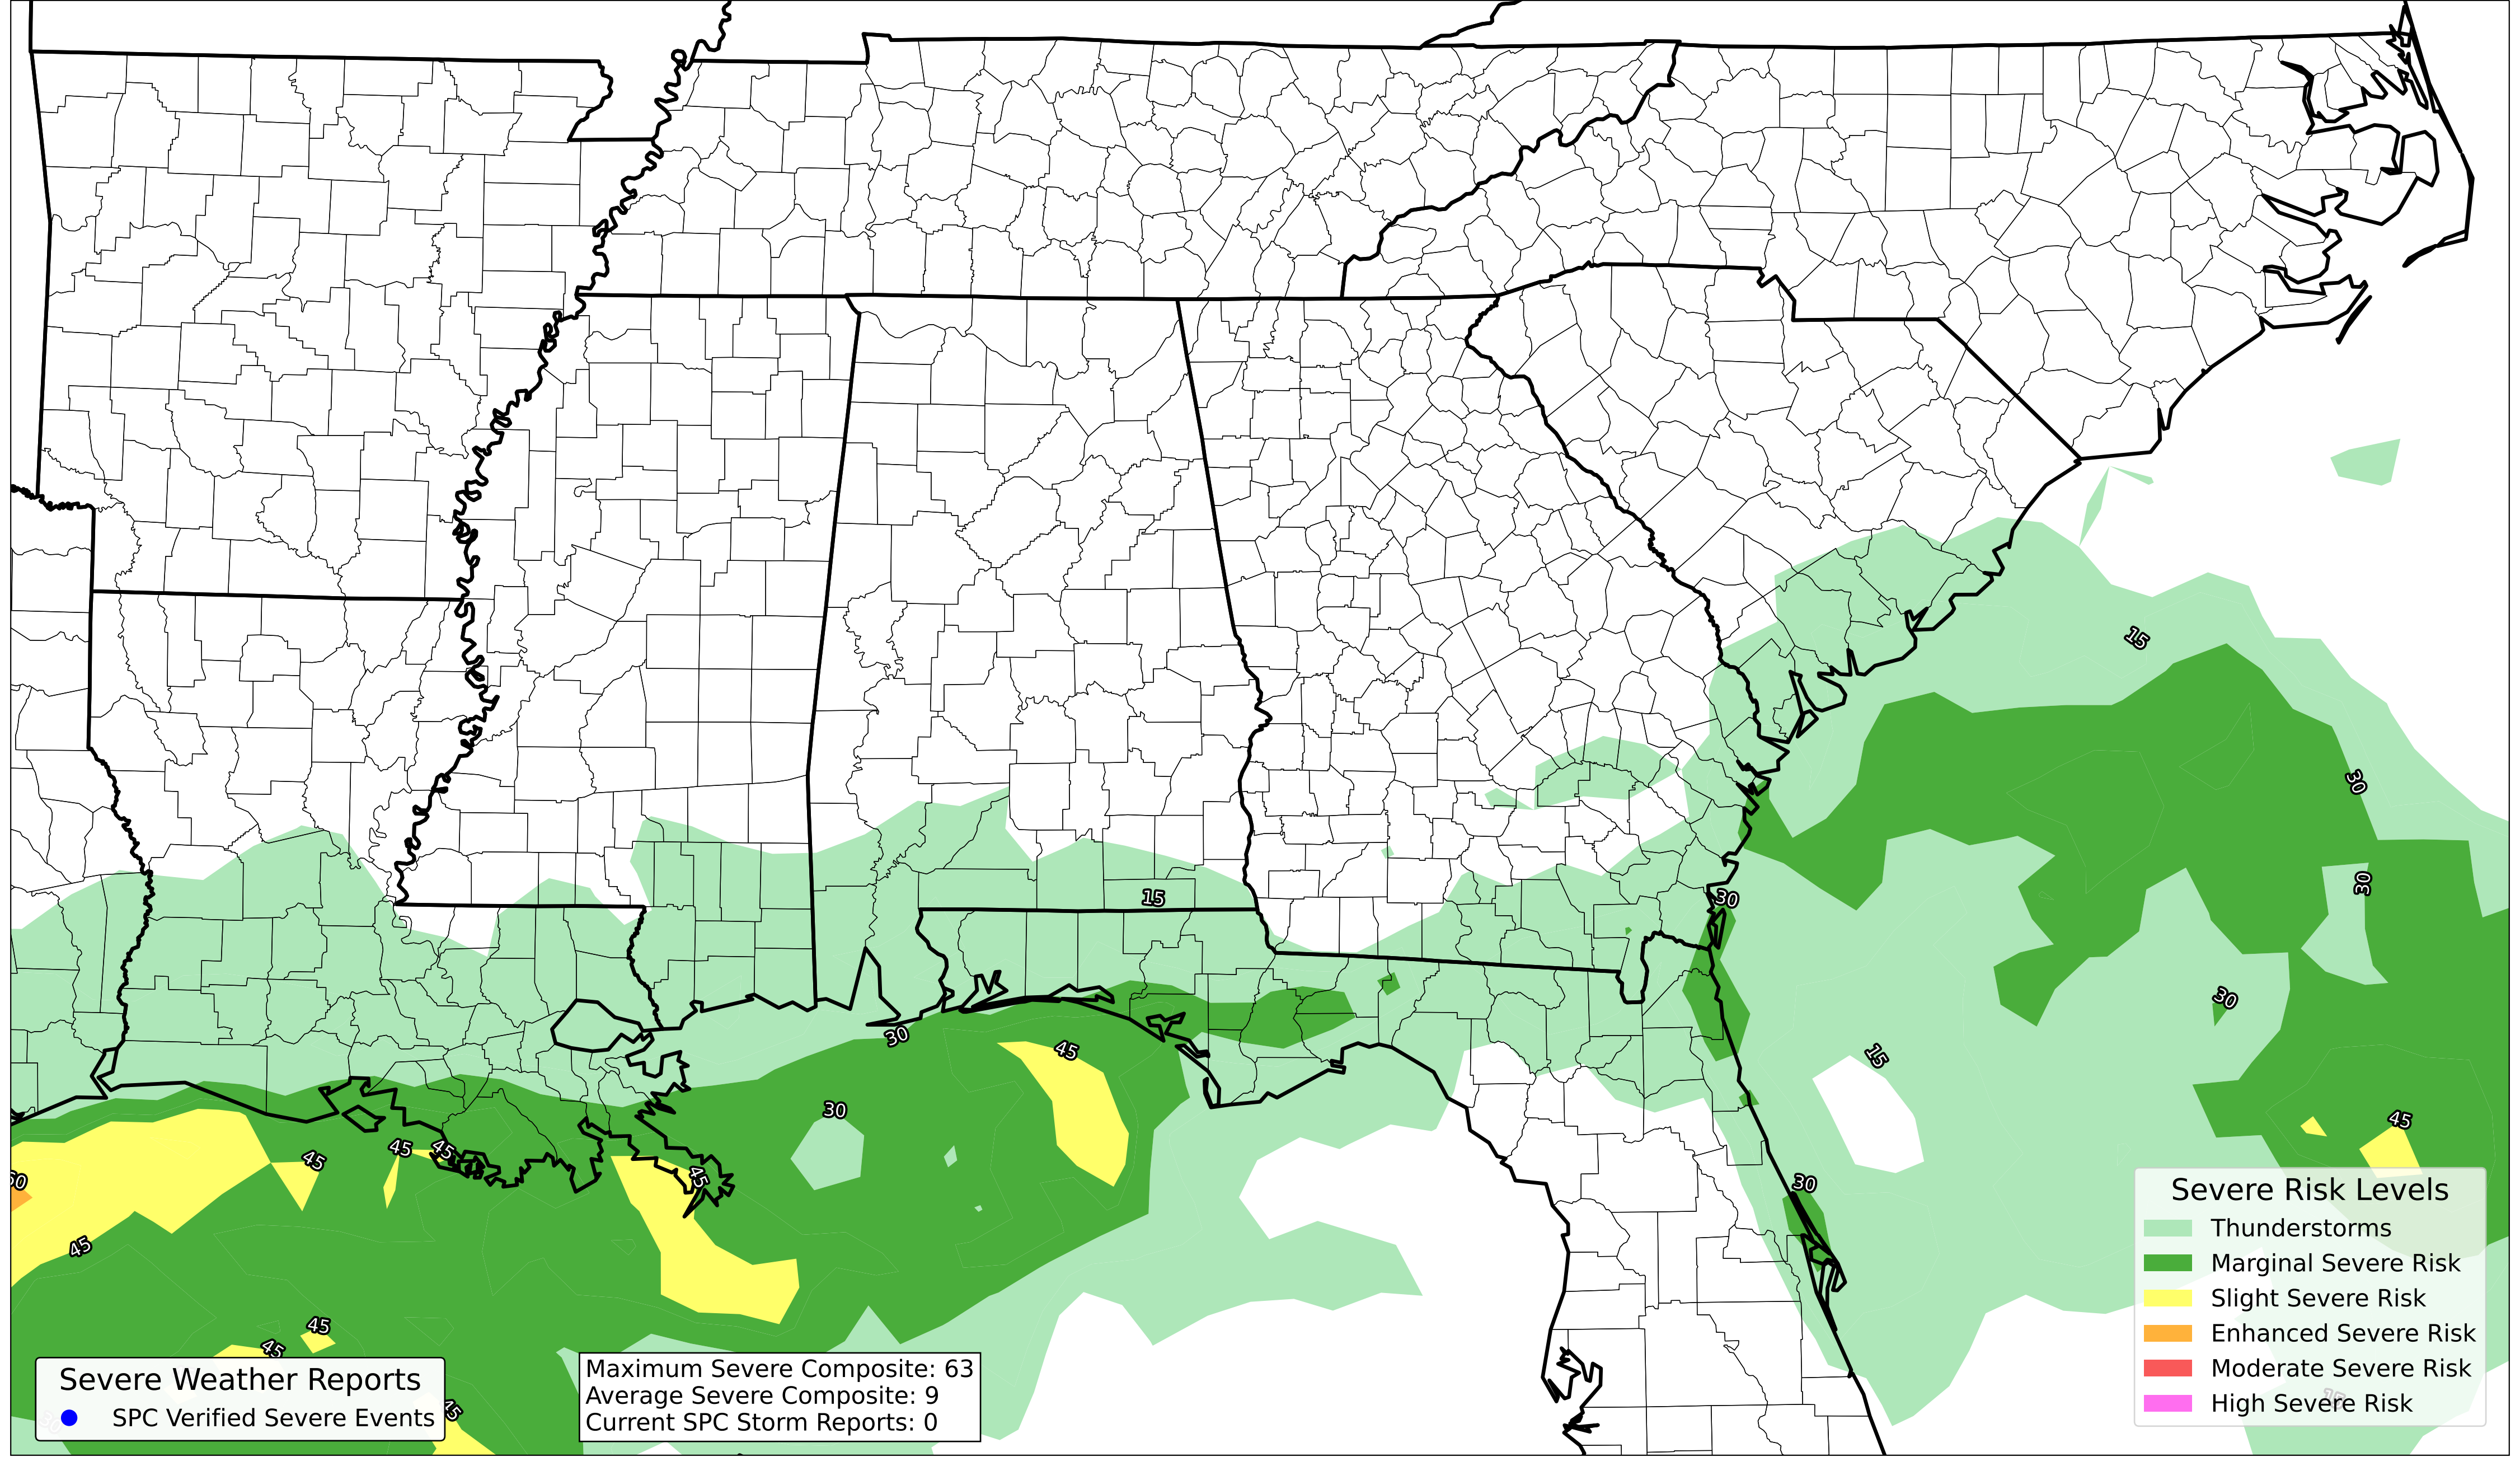 15
15
30
30
30
30
15
30
45
30
45
45
45
45
45
60
45
30
45
45
45
Severe Risk Levels
Thunderstorms
Marginal Severe Risk
Slight Severe Risk
Enhanced Severe Risk
Moderate Severe Risk
High Severe Risk
15
Severe Weather Reports
SPC Verified Severe Events
Maximum Severe Composite: 63
Average Severe Composite: 9
Current SPC Storm Reports: 0